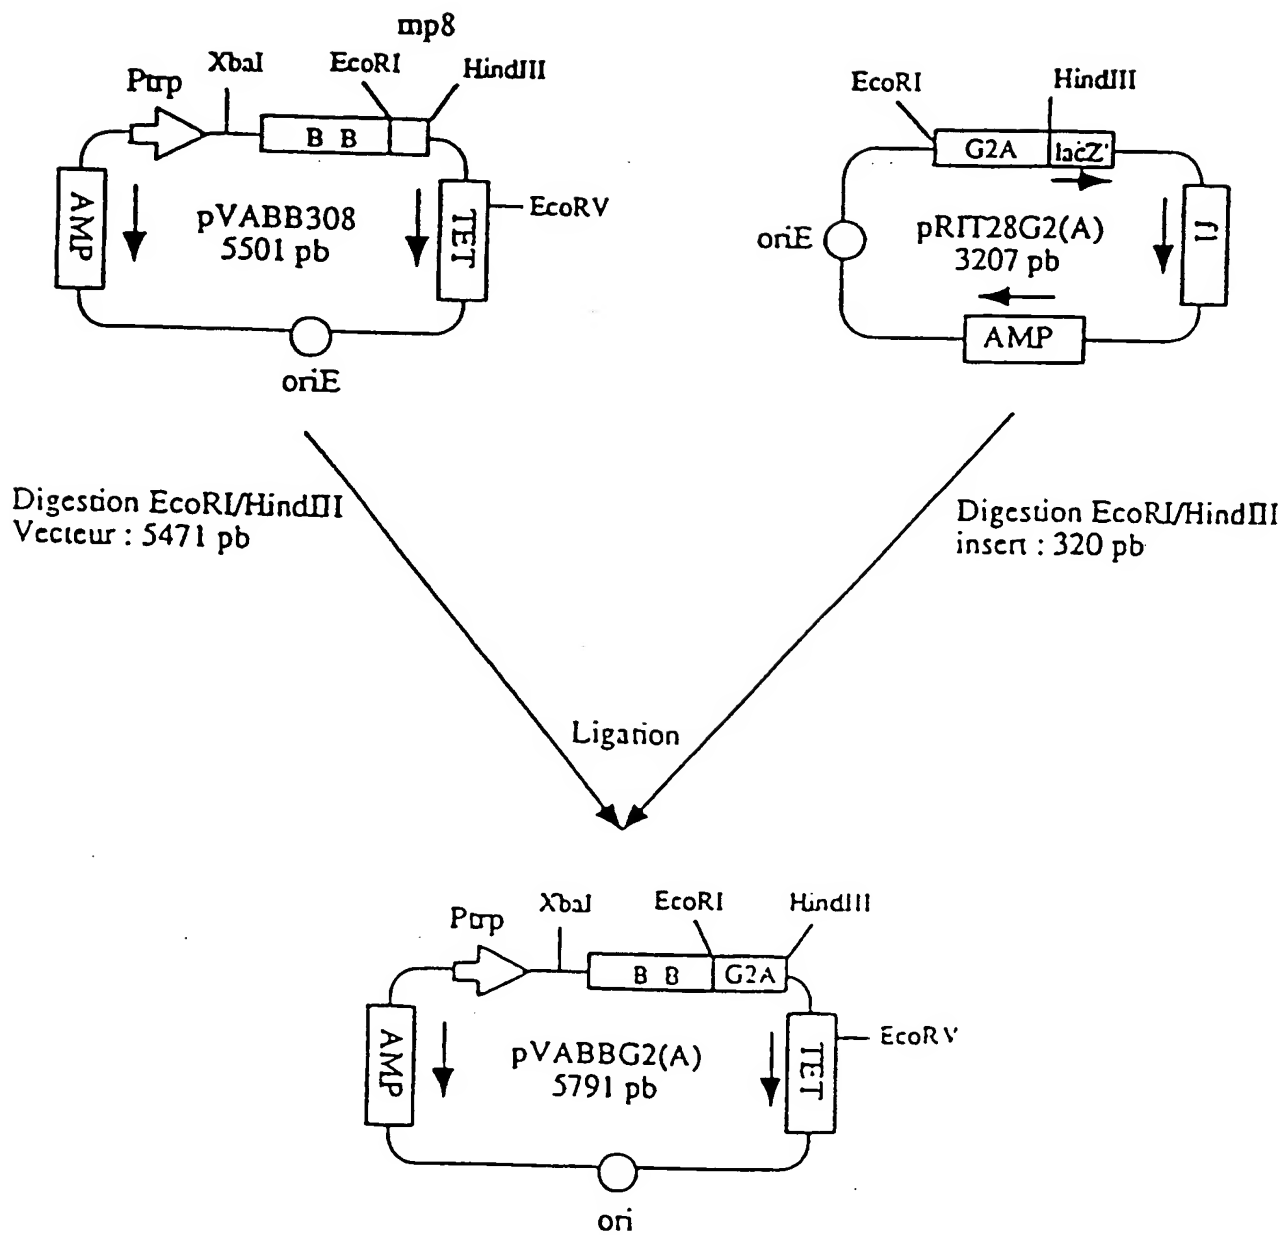 mp8
Ptrp
XbaI
EcoRI
HindIII
B B
AMP
pVABB308
5501 pb
TET
EcoRV
oriE
EcoRI
HindIII
G2A
lacZ'
oriE
pRIT28G2(A)
3207 pb
f1
AMP
Digestion EcoRI/HindIII
Vecteur : 5471 pb
Digestion EcoRI/HindIII
insert : 320 pb
Ligation
Ptrp
XbaI
EcoRI
HindIII
B B
G2A
AMP
pVABBG2(A)
5791 pb
TET
EcoRV
ori